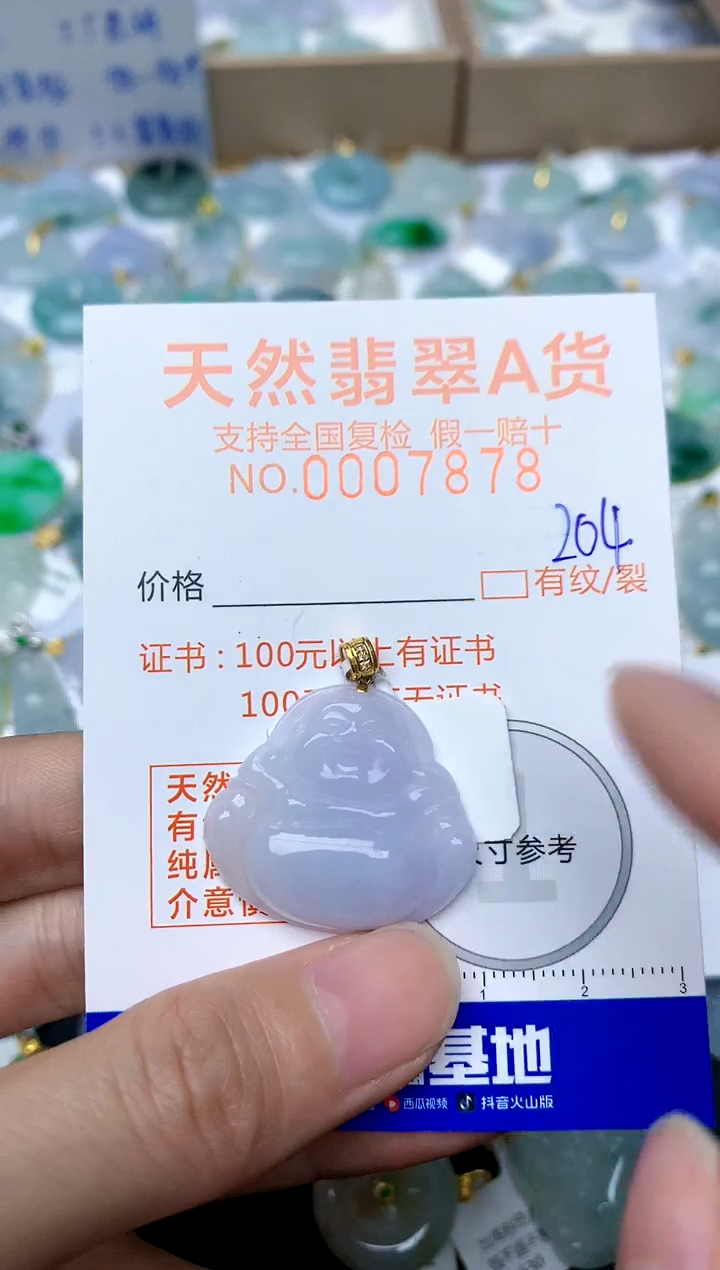 天然翡翠A货
支持全国复检 假一赔十
NO.0007878
204
价格
有纹/裂
证书：100元以上有证书
100
天然
有
纯属
介意慎
寸参考
1 2 3
基地
西瓜视频 抖音火山版